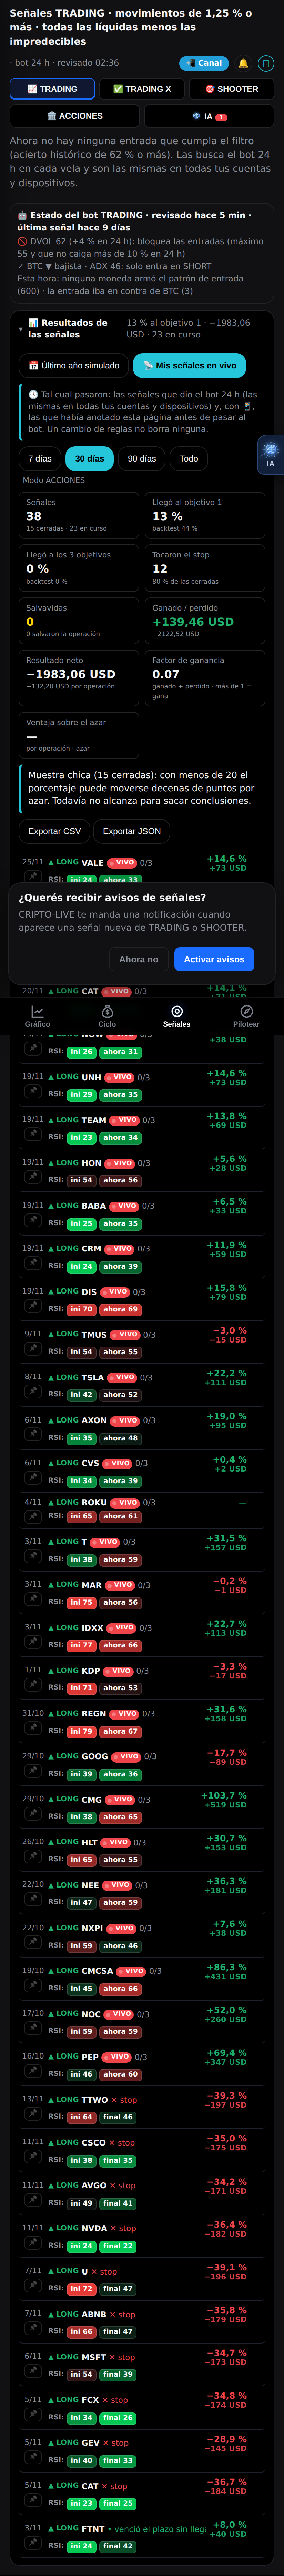 Señales TRADING · movimientos de 1,25 % o
más · todas las líquidas menos las
impredecibles
· bot 24 h · revisado 02:36
Canal
TRADING
TRADING X
SHOOTER
ACCIONES
IA 1
Ahora no hay ninguna entrada que cumpla el filtro
(acierto histórico de 62 % o más). Las busca el bot 24
h en cada vela y son las mismas en todas tus cuentas
y dispositivos.
Estado del bot TRADING · revisado hace 5 min ·
última señal hace 9 días
DVOL 62 (+4 % en 24 h): bloquea las entradas (máximo
55 y que no caiga más de 10 % en 24 h)
✓ BTC ▼ bajista · ADX 46: solo entra en SHORT
Esta hora: ninguna moneda armó el patrón de entrada
(600) · la entrada iba en contra de BTC (3)
▾ Resultados de las señales
13 % al objetivo 1 · −1983,06 USD · 23 en curso
Último año simulado
Mis señales en vivo
Tal cual pasaron: las señales que dio el bot 24 h (las
mismas en todas tus cuentas y dispositivos) y, con 📱,
las que había anotado esta página antes de pasar al
bot. Un cambio de reglas no borra ninguna.
7 días
30 días
90 días
Todo
IA
Modo ACCIONES
Señales
38
15 cerradas · 23 en curso
Llegó al objetivo 1
13 %
backtest 44 %
Llegó a los 3 objetivos
0 %
backtest 0 %
Tocaron el stop
12
80 % de las cerradas
Salvavidas
0
0 salvaron la operación
Ganado / perdido
+139,46 USD
−2122,52 USD
Resultado neto
−1983,06 USD
−132,20 USD por operación
Factor de ganancia
0.07
ganado ÷ perdido · más de 1 =
gana
Ventaja sobre el azar
—
por operación · azar —
Muestra chica (15 cerradas): con menos de 20 el
porcentaje puede moverse decenas de puntos por
azar. Todavía no alcanza para sacar conclusiones.
Exportar CSV
Exportar JSON
25/11 ▲ LONG VALE VIVO 0/3 +14,6 %
+73 USD
RSI: ini 24 ahora 33
¿Querés recibir avisos de señales?
CRIPTO-LIVE te manda una notificación cuando
aparece una señal nueva de TRADING o SHOOTER.
Ahora no
Activar avisos
20/11 ▲ LONG CAT VIVO 0/3 +14,1 %
Gráfico
Ciclo
Señales
Pilotear
+38 USD
RSI: ini 26 ahora 31
19/11 ▲ LONG UNH VIVO 0/3 +14,6 %
+73 USD
RSI: ini 29 ahora 35
19/11 ▲ LONG TEAM VIVO 0/3 +13,8 %
+69 USD
RSI: ini 23 ahora 34
19/11 ▲ LONG HON VIVO 0/3 +5,6 %
+28 USD
RSI: ini 54 ahora 56
19/11 ▲ LONG BABA VIVO 0/3 +6,5 %
+33 USD
RSI: ini 25 ahora 35
19/11 ▲ LONG CRM VIVO 0/3 +11,9 %
+59 USD
RSI: ini 24 ahora 39
19/11 ▲ LONG DIS VIVO 0/3 +15,8 %
+79 USD
RSI: ini 70 ahora 69
9/11 ▲ LONG TMUS VIVO 0/3 −3,0 %
−15 USD
RSI: ini 54 ahora 55
8/11 ▲ LONG TSLA VIVO 0/3 +22,2 %
+111 USD
RSI: ini 42 ahora 52
6/11 ▲ LONG AXON VIVO 0/3 +19,0 %
+95 USD
RSI: ini 35 ahora 48
6/11 ▲ LONG CVS VIVO 0/3 +0,4 %
+2 USD
RSI: ini 34 ahora 39
4/11 ▲ LONG ROKU VIVO 0/3 —
RSI: ini 65 ahora 61
3/11 ▲ LONG T VIVO 0/3 +31,5 %
+157 USD
RSI: ini 38 ahora 59
3/11 ▲ LONG MAR VIVO 0/3 −0,2 %
−1 USD
RSI: ini 75 ahora 56
3/11 ▲ LONG IDXX VIVO 0/3 +22,7 %
+113 USD
RSI: ini 77 ahora 66
1/11 ▲ LONG KDP VIVO 0/3 −3,3 %
−17 USD
RSI: ini 71 ahora 53
31/10 ▲ LONG REGN VIVO 0/3 +31,6 %
+158 USD
RSI: ini 79 ahora 67
29/10 ▲ LONG GOOG VIVO 0/3 −17,7 %
−89 USD
RSI: ini 39 ahora 36
29/10 ▲ LONG CMG VIVO 0/3 +103,7 %
+519 USD
RSI: ini 38 ahora 65
26/10 ▲ LONG HLT VIVO 0/3 +30,7 %
+153 USD
RSI: ini 65 ahora 55
22/10 ▲ LONG NEE VIVO 0/3 +36,3 %
+181 USD
RSI: ini 47 ahora 59
22/10 ▲ LONG NXPI VIVO 0/3 +7,6 %
+38 USD
RSI: ini 59 ahora 46
19/10 ▲ LONG CMCSA VIVO 0/3 +86,3 %
+431 USD
RSI: ini 45 ahora 66
17/10 ▲ LONG NOC VIVO 0/3 +52,0 %
+260 USD
RSI: ini 59 ahora 59
16/10 ▲ LONG PEP VIVO 0/3 +69,4 %
+347 USD
RSI: ini 46 ahora 60
13/11 ▲ LONG TTWO ✕ stop −39,3 %
−197 USD
RSI: ini 64 final 46
11/11 ▲ LONG CSCO ✕ stop −35,0 %
−175 USD
RSI: ini 38 final 35
11/11 ▲ LONG AVGO ✕ stop −34,2 %
−171 USD
RSI: ini 49 final 41
11/11 ▲ LONG NVDA ✕ stop −36,4 %
−182 USD
RSI: ini 24 final 22
7/11 ▲ LONG U ✕ stop −39,1 %
−196 USD
RSI: ini 72 final 47
7/11 ▲ LONG ABNB ✕ stop −35,8 %
−179 USD
RSI: ini 66 final 47
6/11 ▲ LONG MSFT ✕ stop −34,7 %
−173 USD
RSI: ini 54 final 39
5/11 ▲ LONG FCX ✕ stop −34,8 %
−174 USD
RSI: ini 34 final 26
5/11 ▲ LONG GEV ✕ stop −28,9 %
−145 USD
RSI: ini 40 final 33
5/11 ▲ LONG CAT ✕ stop −36,7 %
−184 USD
RSI: ini 23 final 25
3/11 ▲ LONG FTNT • venció el plazo sin llega +8,0 %
+40 USD
RSI: ini 24 final 42